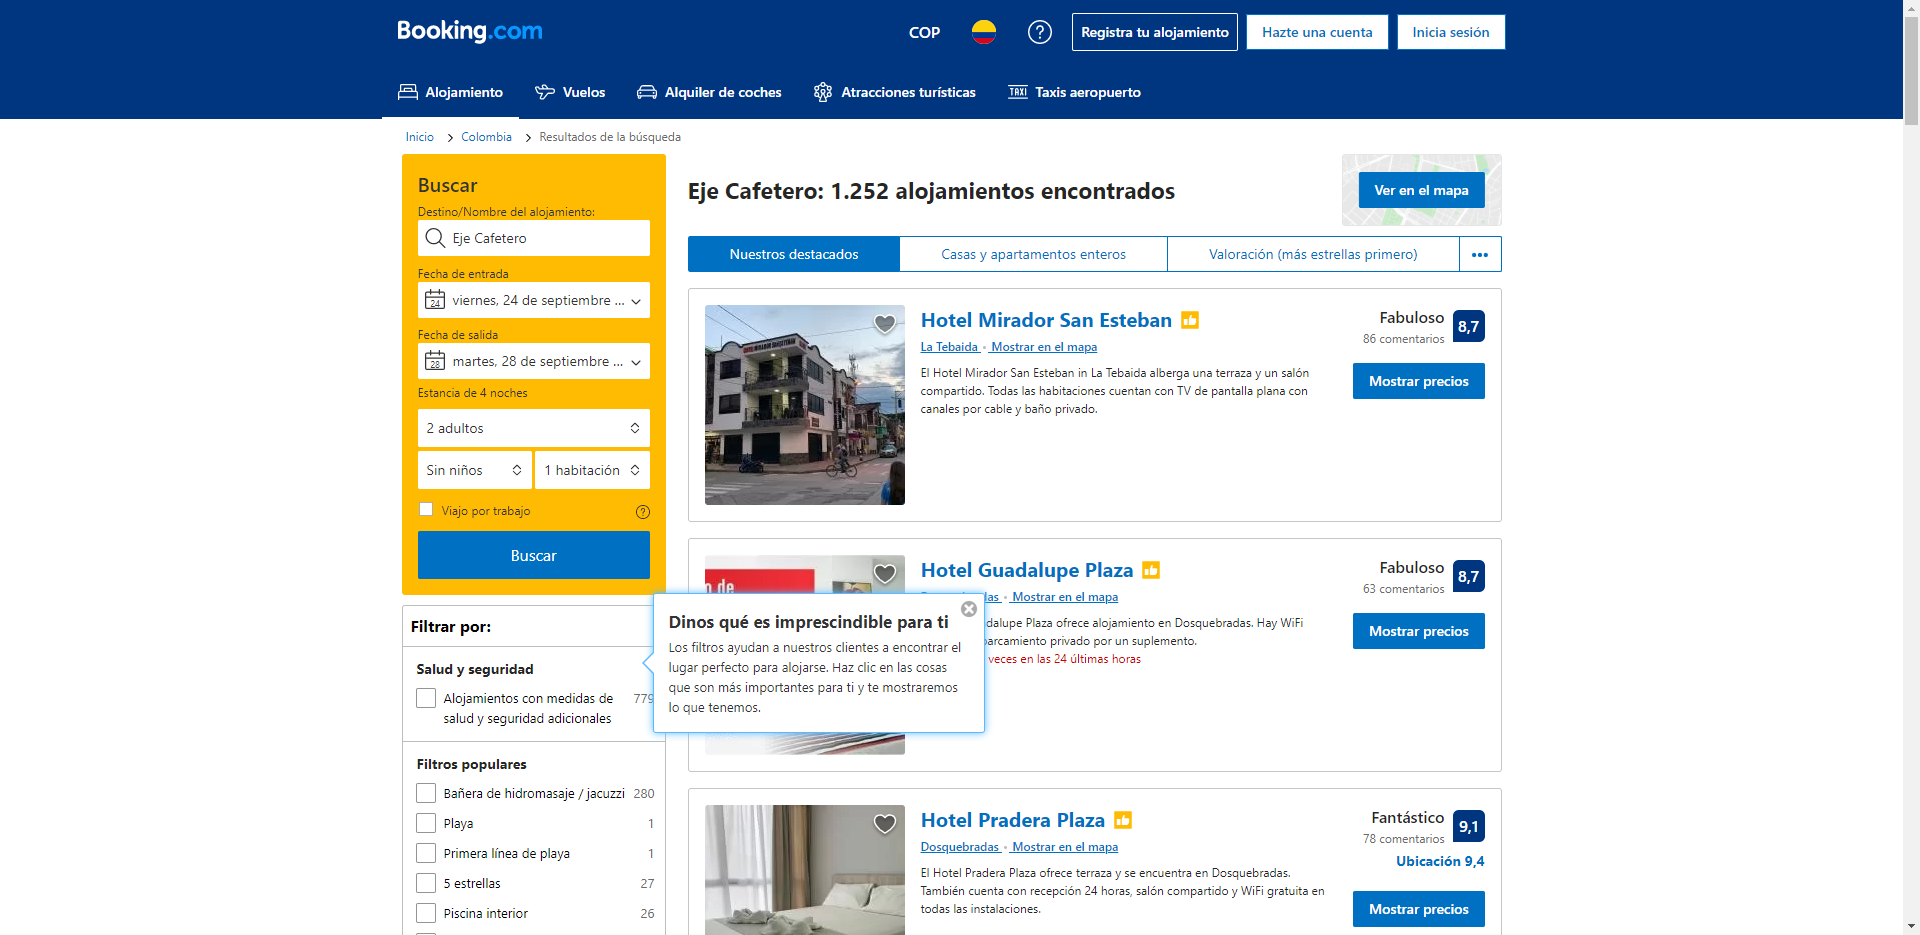 Booking.com
COP
Registra tu alojamiento
Hazte una cuenta
Inicia sesión
Alojamiento
Vuelos
Alquiler de coches
Atracciones turísticas
TAXI Taxis aeropuerto
Inicio > Colombia > Resultados de la búsqueda
Buscar
Destino/Nombre del alojamiento:
Eje Cafetero
Fecha de entrada
24 viernes, 24 de septiembre ...
Fecha de salida
28 martes, 28 de septiembre ...
Estancia de 4 noches
2 adultos
Sin niños
1 habitación
Viajo por trabajo
Buscar
Filtrar por:
Salud y seguridad
Alojamientos con medidas de 779
salud y seguridad adicionales
Filtros populares
Bañera de hidromasaje / jacuzzi 280
Playa 1
Primera línea de playa 1
5 estrellas 27
Piscina interior 26
Dinos qué es imprescindible para ti
Los filtros ayudan a nuestros clientes a encontrar el
lugar perfecto para alojarse. Haz clic en las cosas
que son más importantes para ti y te mostraremos
lo que tenemos.
Eje Cafetero: 1.252 alojamientos encontrados
Ver en el mapa
Nuestros destacados
Casas y apartamentos enteros
Valoración (más estrellas primero)
Hotel Mirador San Esteban
La Tebaida • Mostrar en el mapa
El Hotel Mirador San Esteban in La Tebaida alberga una terraza y un salón
compartido. Todas las habitaciones cuentan con TV de pantalla plana con
canales por cable y baño privado.
Fabuloso 8,7
86 comentarios
Mostrar precios
Hotel Guadalupe Plaza
• Mostrar en el mapa
Plaza ofrece alojamiento en Dosquebradas. Hay WiFi
privado por un suplemento.
veces en las 24 últimas horas
Fabuloso 8,7
63 comentarios
Mostrar precios
Hotel Pradera Plaza
Dosquebradas • Mostrar en el mapa
El Hotel Pradera Plaza ofrece terraza y se encuentra en Dosquebradas.
También cuenta con recepción 24 horas, salón compartido y WiFi gratuita en
todas las instalaciones.
Fantástico 9,1
78 comentarios
Ubicación 9,4
Mostrar precios